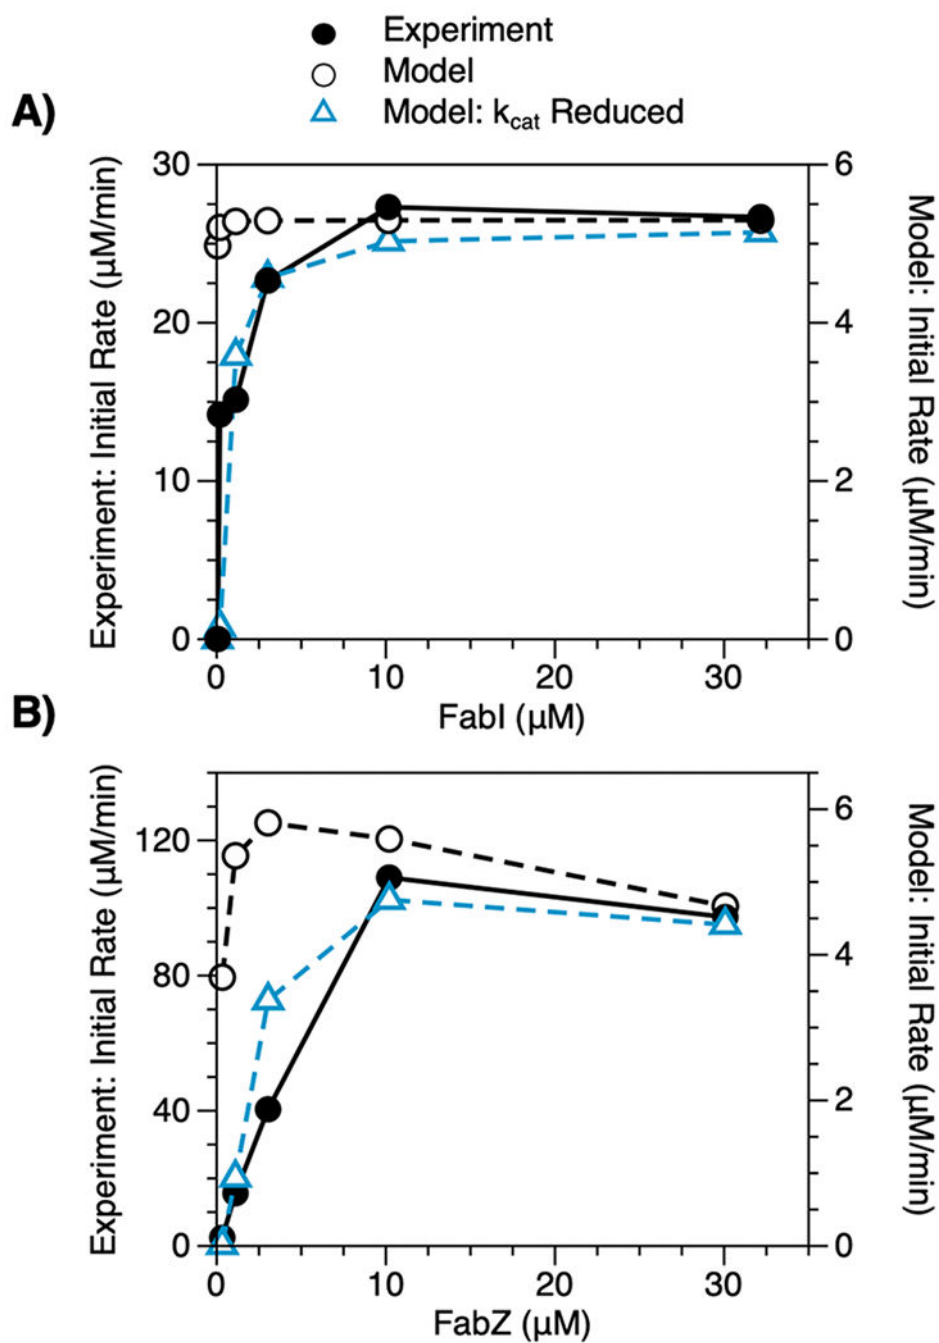 Experiment
Model
Model: kcat Reduced
A)
Experiment: Initial Rate (μM/min)
30
20
10
0
6
4
2
0
Model: Initial Rate (μM/min)
0 10 20 30
FabI (μM)
B)
Experiment: Initial Rate (μM/min)
120
80
40
0
6
4
2
0
Model: Initial Rate (μM/min)
0 10 20 30
FabZ (μM)